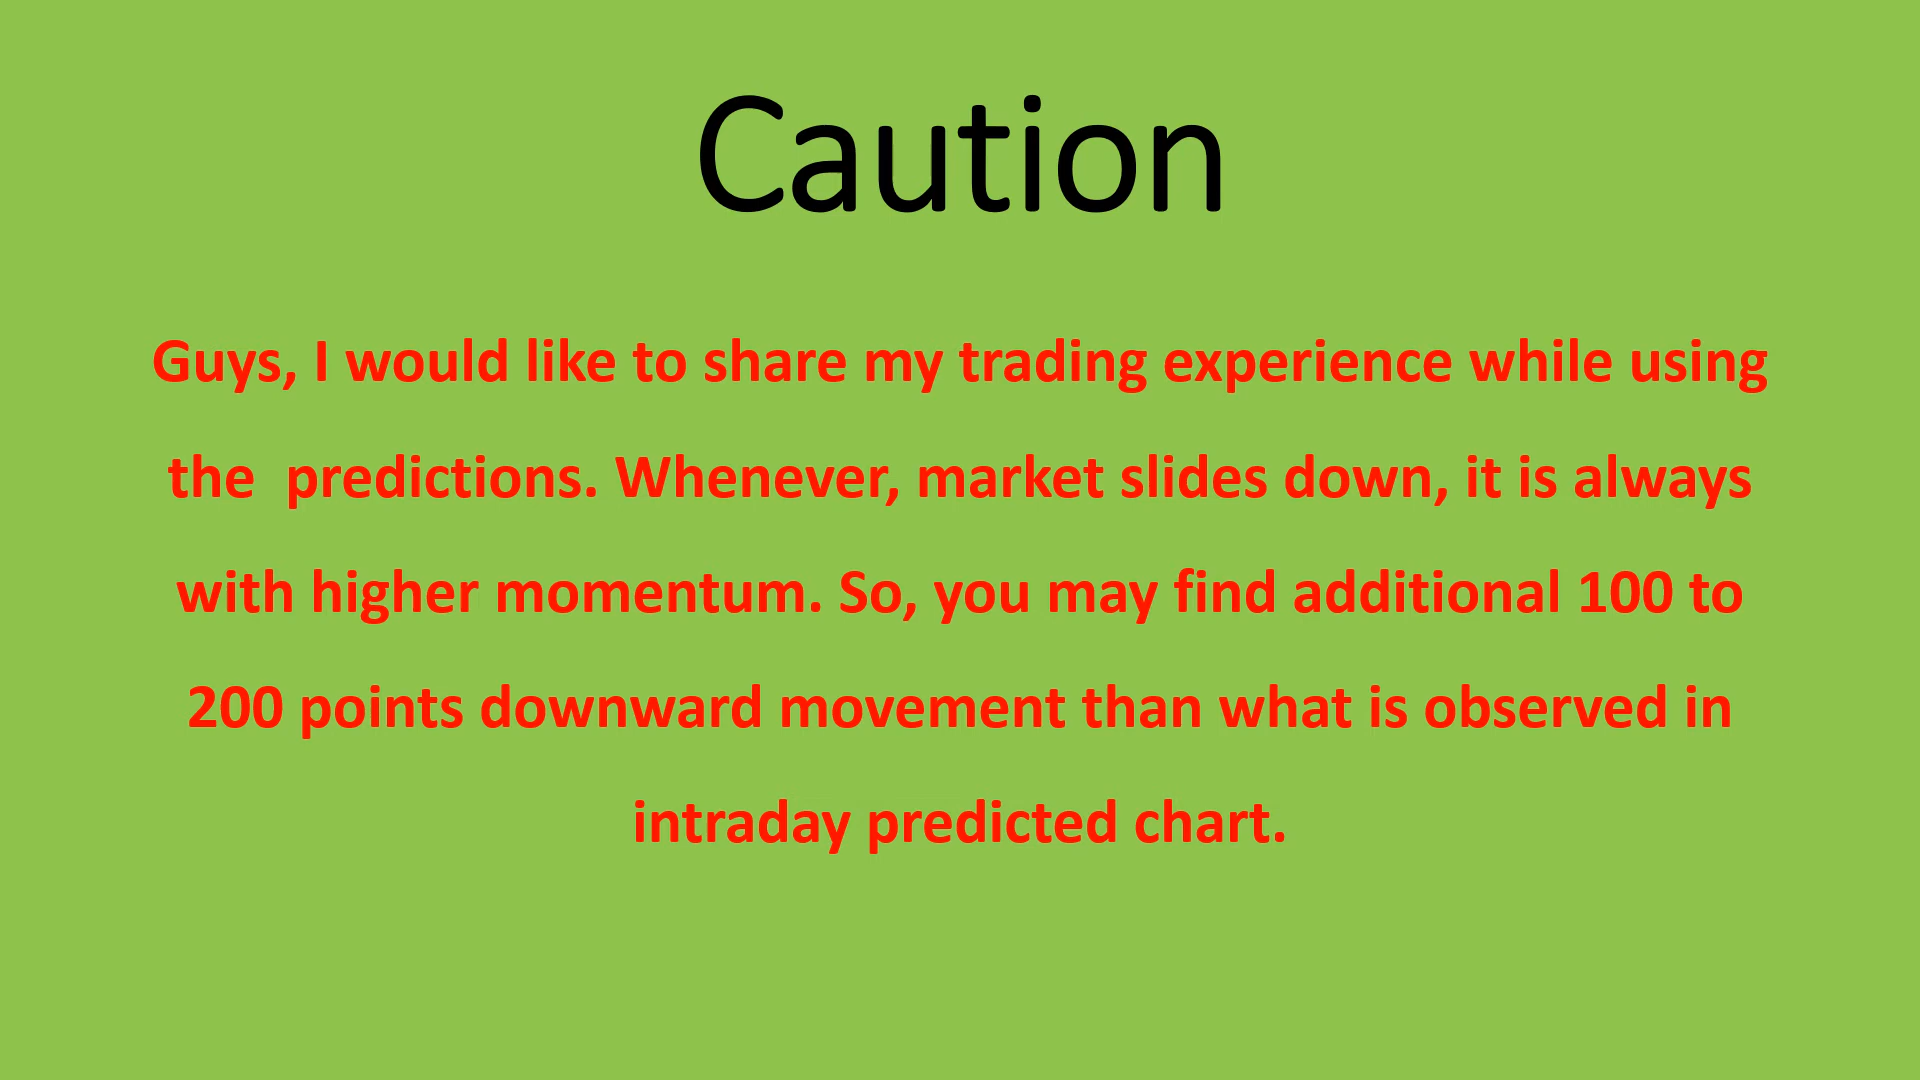 Caution
Guys, I would like to share my trading experience while using
the  predictions. Whenever, market slides down, it is always
with higher momentum. So, you may find additional 100 to
200 points downward movement than what is observed in
intraday predicted chart.